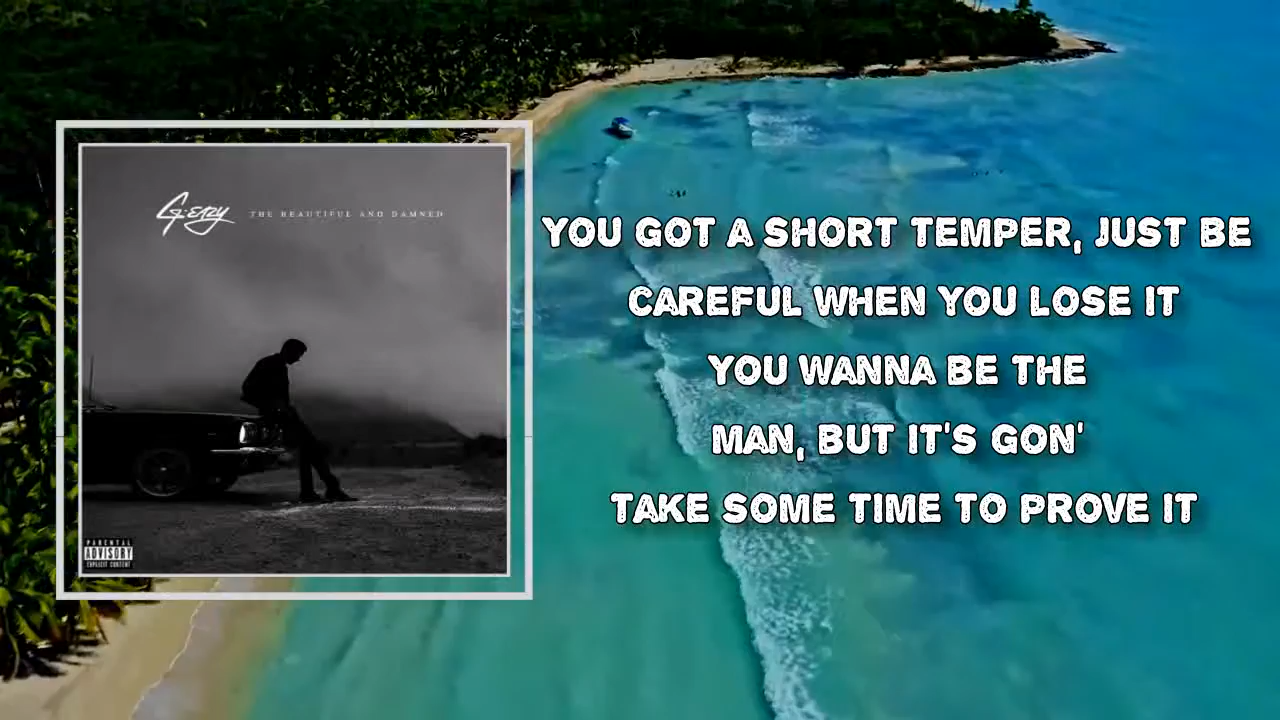 G-Eazy THE BEAUTIFUL AND DAMNED
YOU GOT A SHORT TEMPER, JUST BE
CAREFUL WHEN YOU LOSE IT
YOU WANNA BE THE
MAN, BUT IT'S GON'
TAKE SOME TIME TO PROVE IT
PARENTAL
ADVISORY
EXPLICIT CONTENT